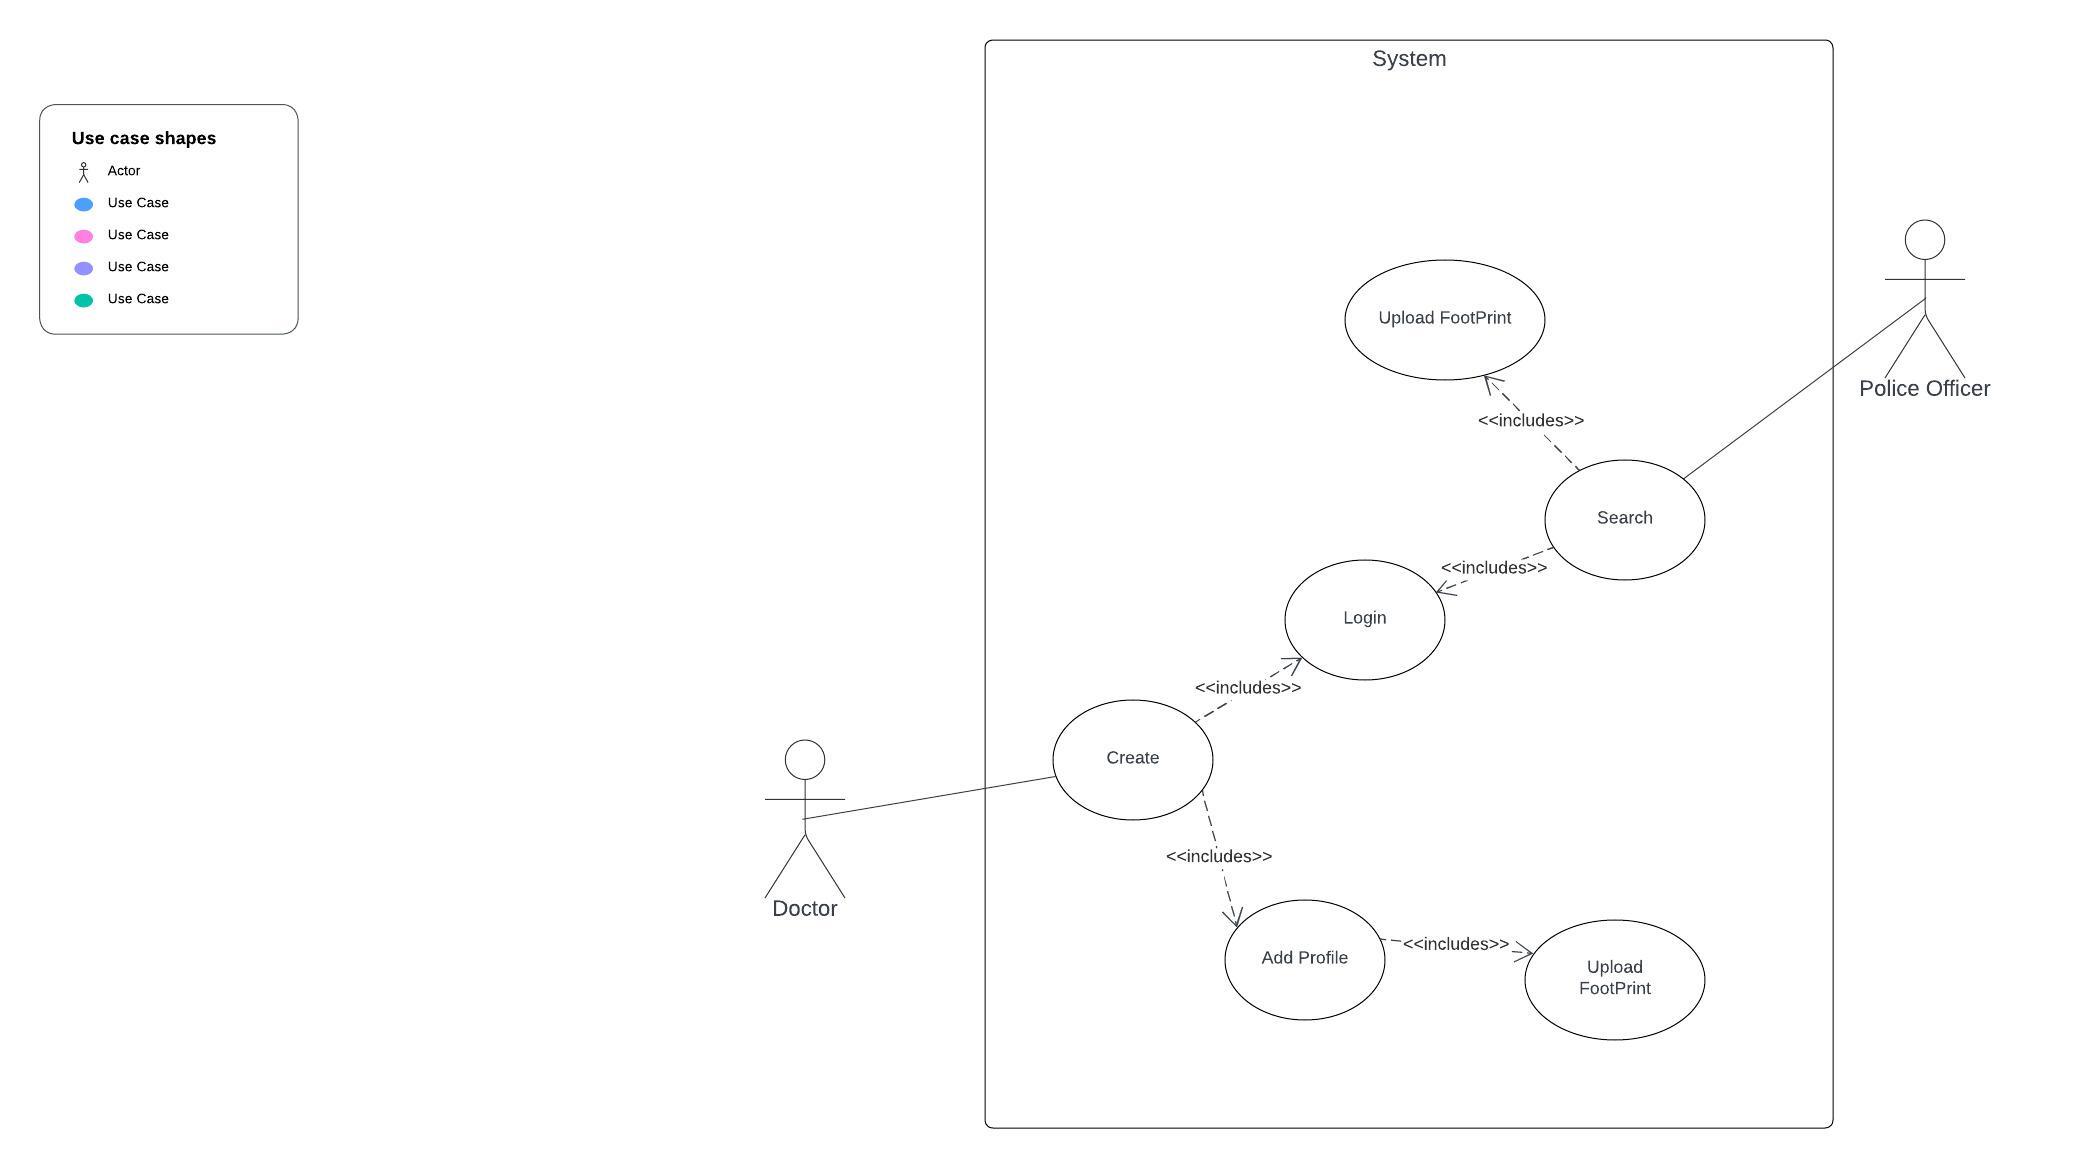 System
Use case shapes
Actor
Use Case
Use Case
Use Case
Use Case
Upload FootPrint
Police Officer
<<includes>>
Search
<<includes>>
Login
<<includes>>
Create
<<includes>>
Doctor
Add Profile
<<includes>>
Upload
FootPrint